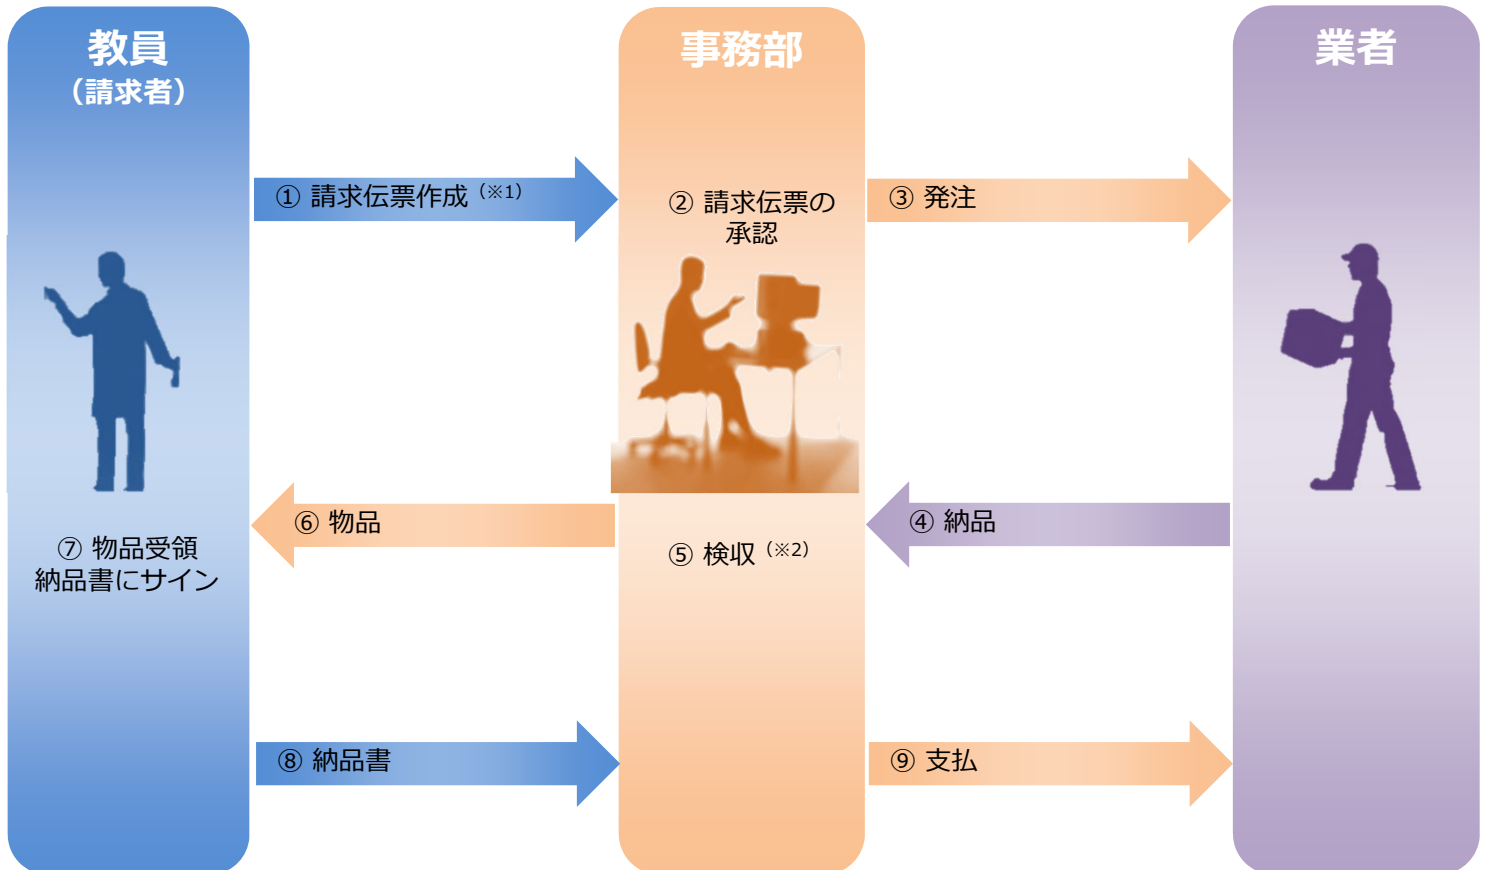 教員
（請求者）
事務部
業者
① 請求伝票作成（※1）
② 請求伝票の
承認
③ 発注
④ 納品
⑤ 検収（※2）
⑥ 物品
⑦ 物品受領
納品書にサイン
⑧ 納品書
⑨ 支払